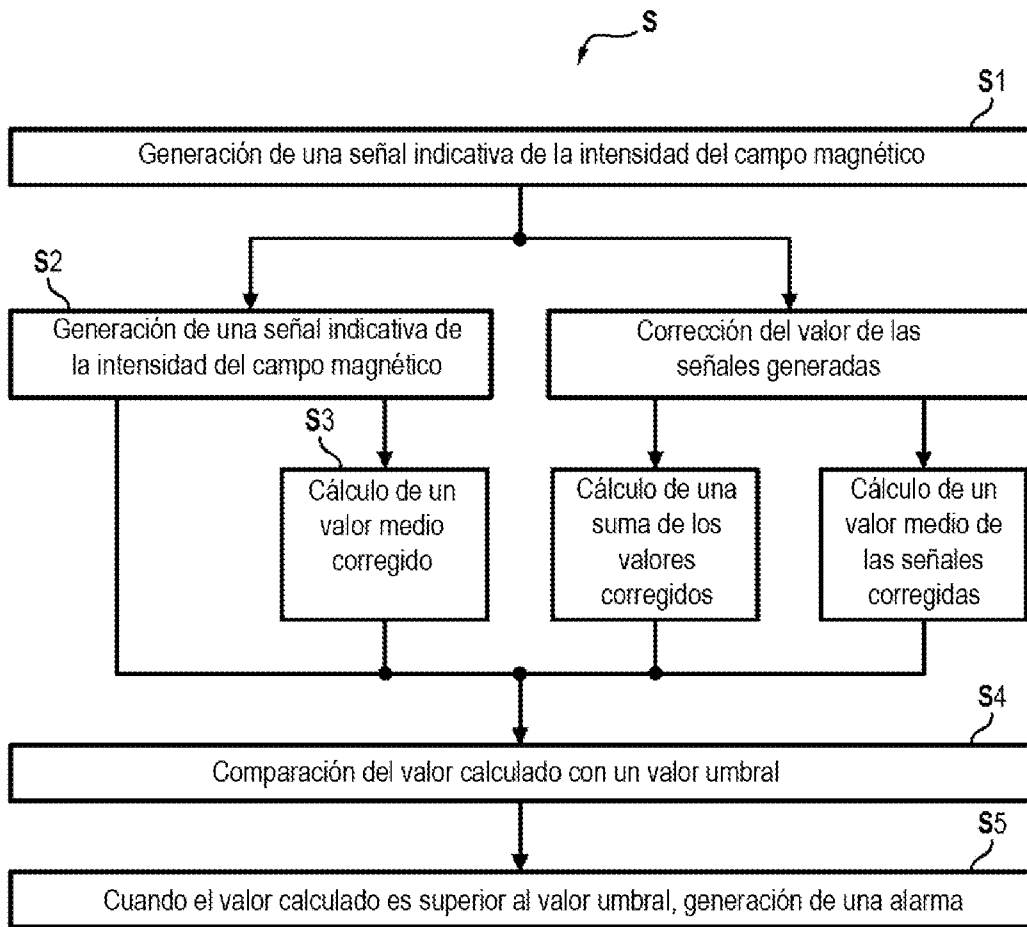 S
S1
Generación de una señal indicativa de la intensidad del campo magnético
S2
Generación de una señal indicativa de
la intensidad del campo magnético
Corrección del valor de las
señales generadas
S3
Cálculo de un
valor medio
corregido
Cálculo de una
suma de los
valores
corregidos
Cálculo de un
valor medio de
las señales
corregidas
S4
Comparación del valor calculado con un valor umbral
S5
Cuando el valor calculado es superior al valor umbral, generación de una alarma